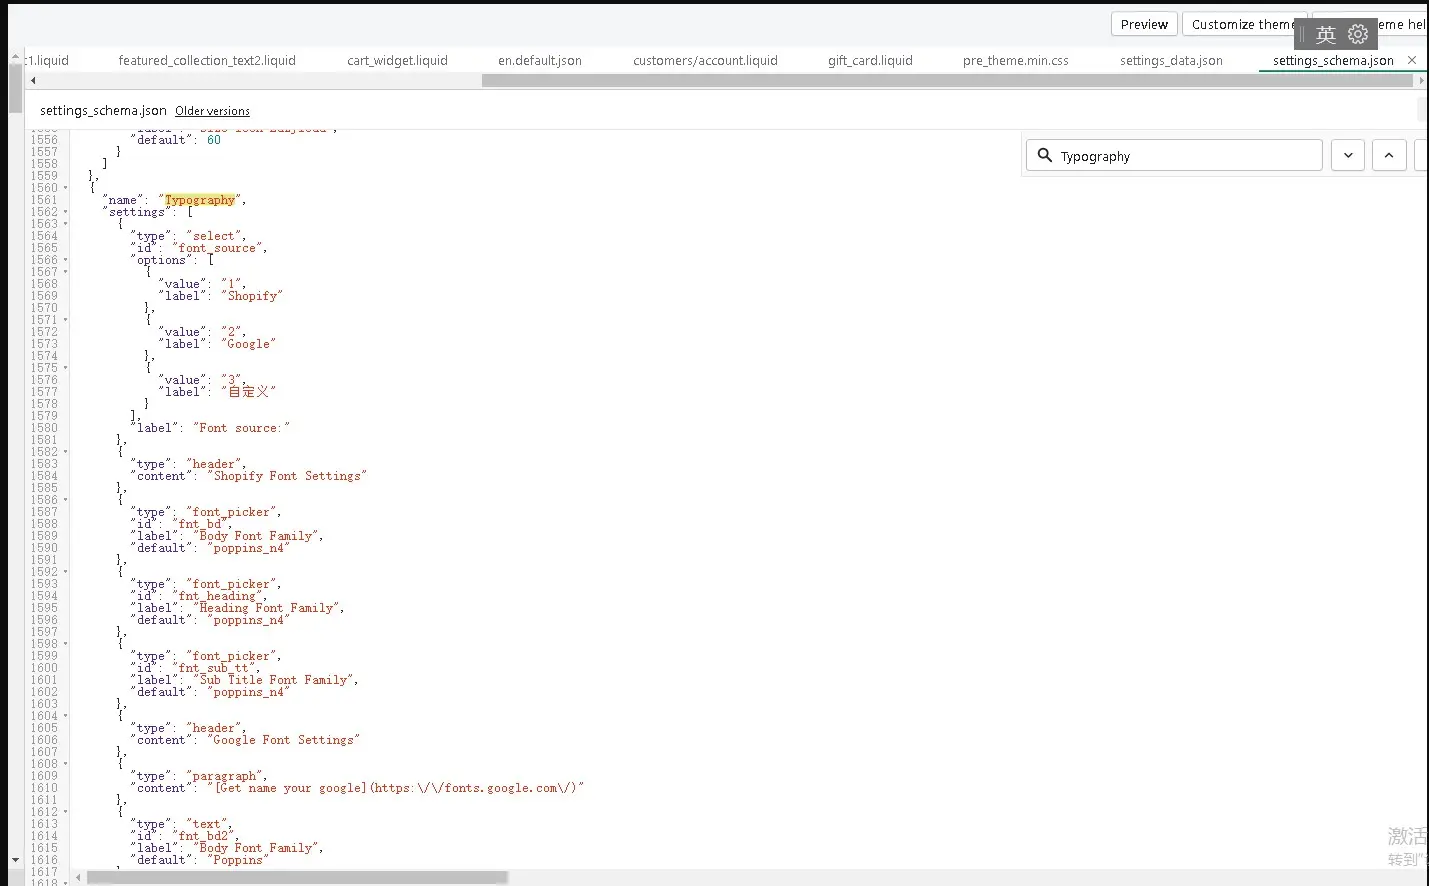 Preview
Customize theme
英
eme hel
1.liquid
featured_collection_text2.liquid
cart_widget.liquid
en.default.json
customers/account.liquid
gift_card.liquid
pre_theme.min.css
settings_data.json
settings_schema.json
settings_schema.json Older versions
Typography
1556 "default": 60
1557 }
1558 ]
1559 },
1560 {
1561 "name": "Typography",
1562 "settings": [
1563 {
1564 "type": "select",
1565 "id": "font_source",
1566 "options": [
1567 {
1568 "value": "1",
1569 "label": "Shopify"
1570 },
1571 {
1572 "value": "2",
1573 "label": "Google"
1574 },
1575 {
1576 "value": "3",
1577 "label": "自定义"
1578 }
1579 ],
1580 "label": "Font source:"
1581 },
1582 {
1583 "type": "header",
1584 "content": "Shopify Font Settings"
1585 },
1586 {
1587 "type": "font_picker",
1588 "id": "fnt_bd",
1589 "label": "Body Font Family",
1590 "default": "poppins_n4"
1591 },
1592 {
1593 "type": "font_picker",
1594 "id": "fnt_heading",
1595 "label": "Heading Font Family",
1596 "default": "poppins_n4"
1597 },
1598 {
1599 "type": "font_picker",
1600 "id": "fnt_sub_tt",
1601 "label": "Sub Title Font Family",
1602 "default": "poppins_n4"
1603 },
1604 {
1605 "type": "header",
1606 "content": "Google Font Settings"
1607 },
1608 {
1609 "type": "paragraph",
1610 "content": "[Get name your google](https:\/\/fonts.google.com\/)"
1611 },
1612 {
1613 "type": "text",
1614 "id": "fnt_bd2",
1615 "label": "Body Font Family",
1616 "default": "Poppins"
1617
1618
激活
转到"